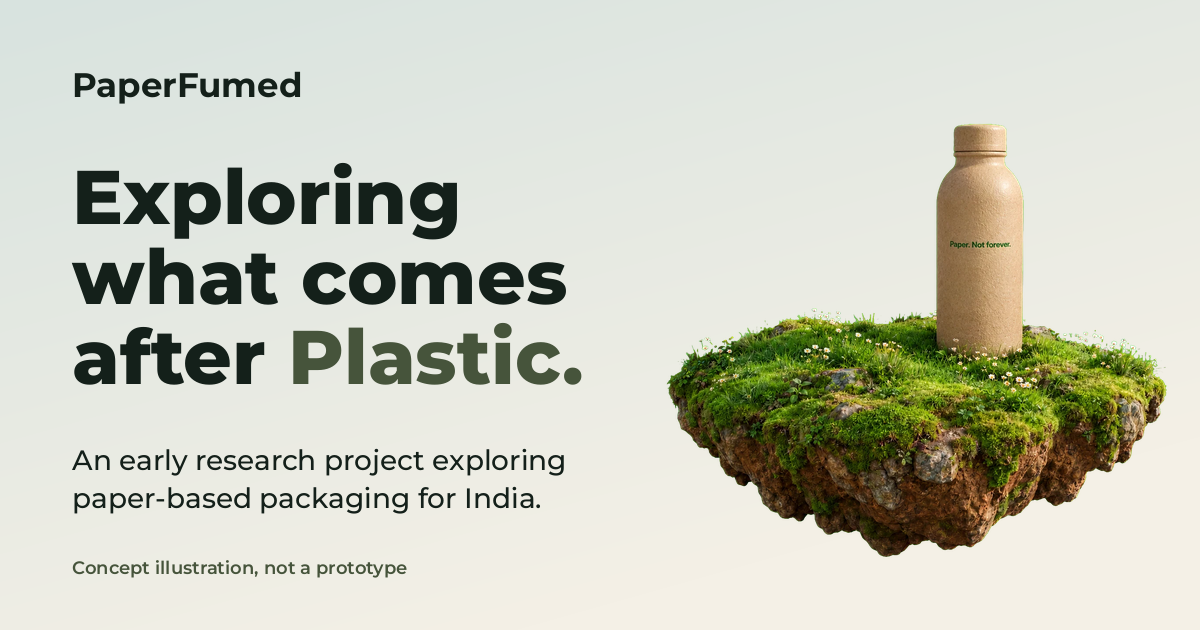 PaperFumed
Exploring
what comes
after Plastic.
An early research project exploring
paper-based packaging for India.
Concept illustration, not a prototype
Paper. Not forever.